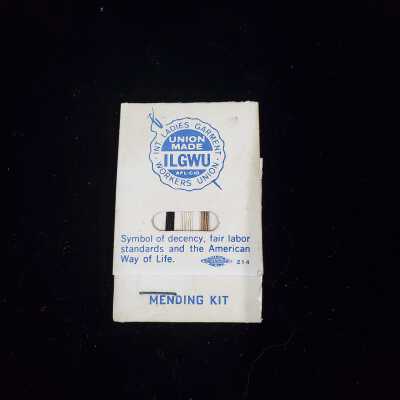 INT. LADIES GARMENT
UNION
MADE
ILGWU
AFL-CIO
WORKERS UNION
Symbol of decency, fair labor
standards and the American
Way of Life.
214
MENDING KIT